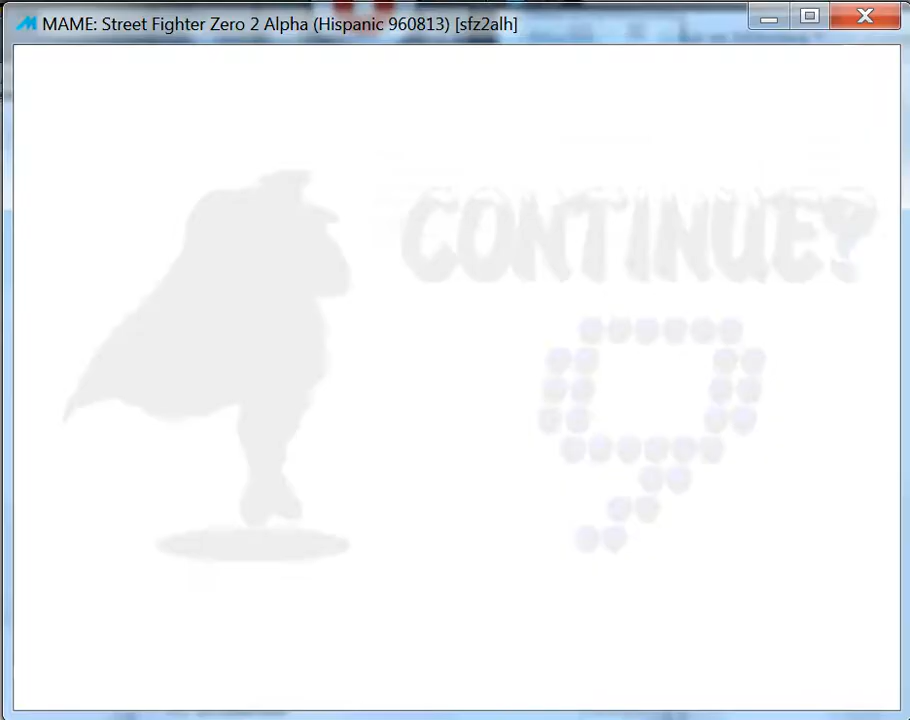 MAME: Street Fighter Zero 2 Alpha (Hispanic 960813) [sfz2alh]
CONTINUE?
9